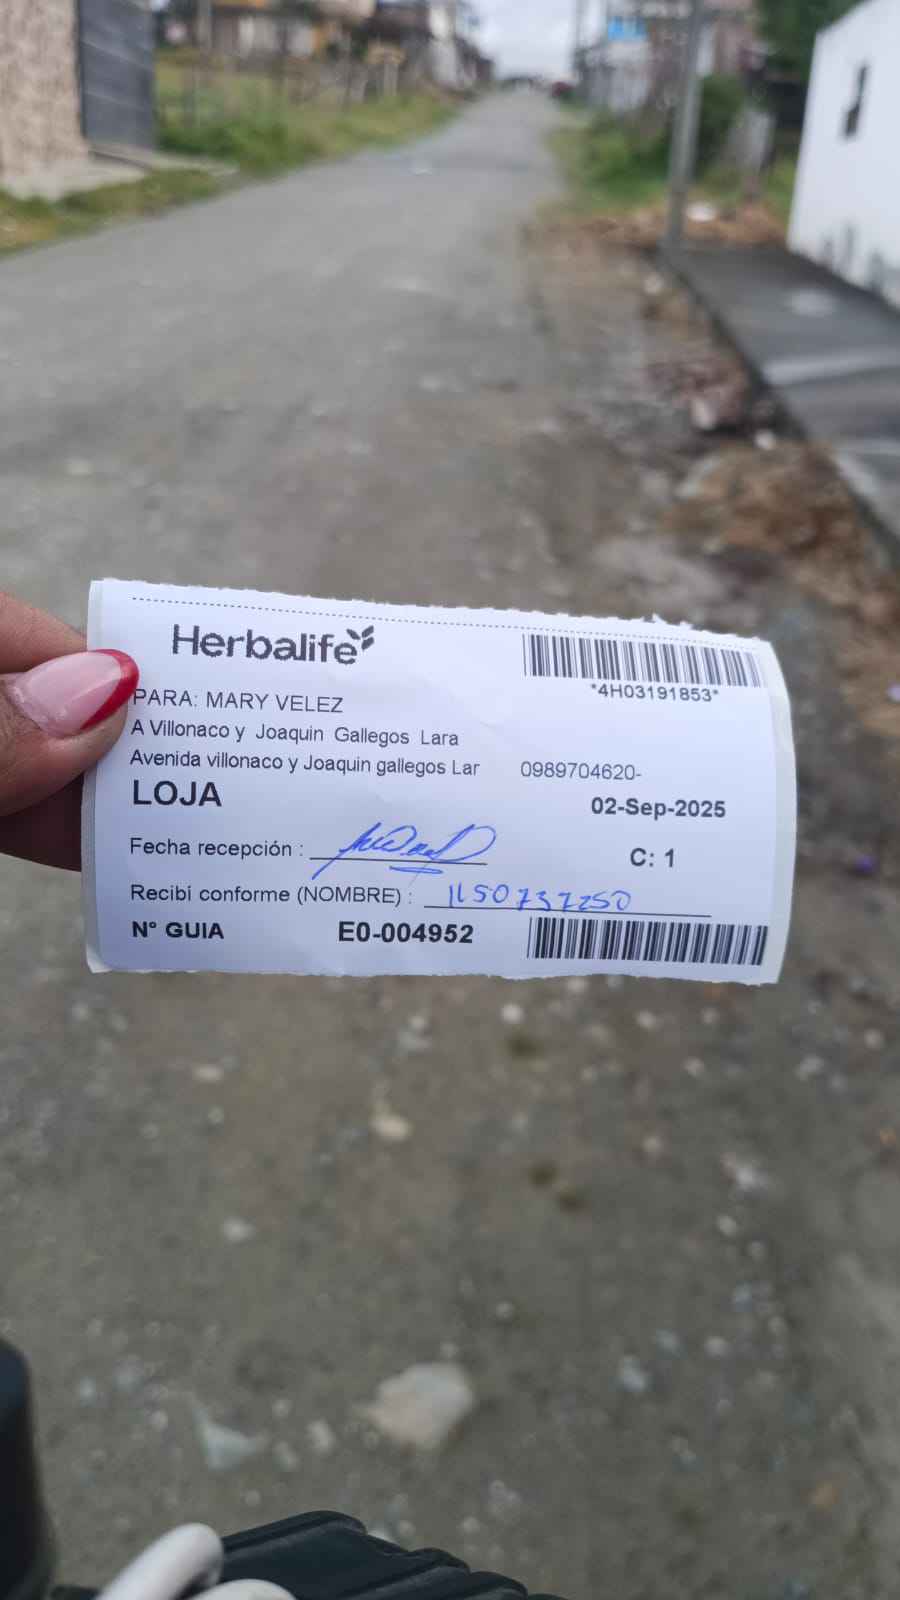 Herbalife
*4H03191853*
PARA: MARY VELEZ
A Villonaco y Joaquin Gallegos Lara
Avenida villonaco y Joaquin gallegos Lar 0989704620-
LOJA 02-Sep-2025
Fecha recepción :
C: 1
Recibí conforme (NOMBRE) : 1150737250
N° GUIA E0-004952